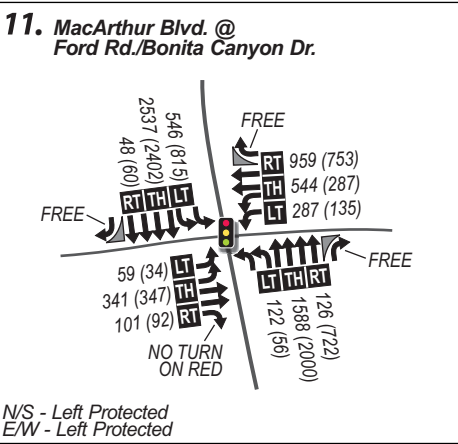 11. MacArthur Blvd. @
Ford Rd./Bonita Canyon Dr.
FREE
546 (815)
2537 (2402)
48 (60)
RT TH LT
FREE
RT 959 (753)
TH 544 (287)
LT 287 (135)
59 (34) LT
341 (347) TH
101 (92) RT
NO TURN
ON RED
FREE
LT TH RT
122 (56)
1588 (2000)
126 (722)
N/S - Left Protected
E/W - Left Protected